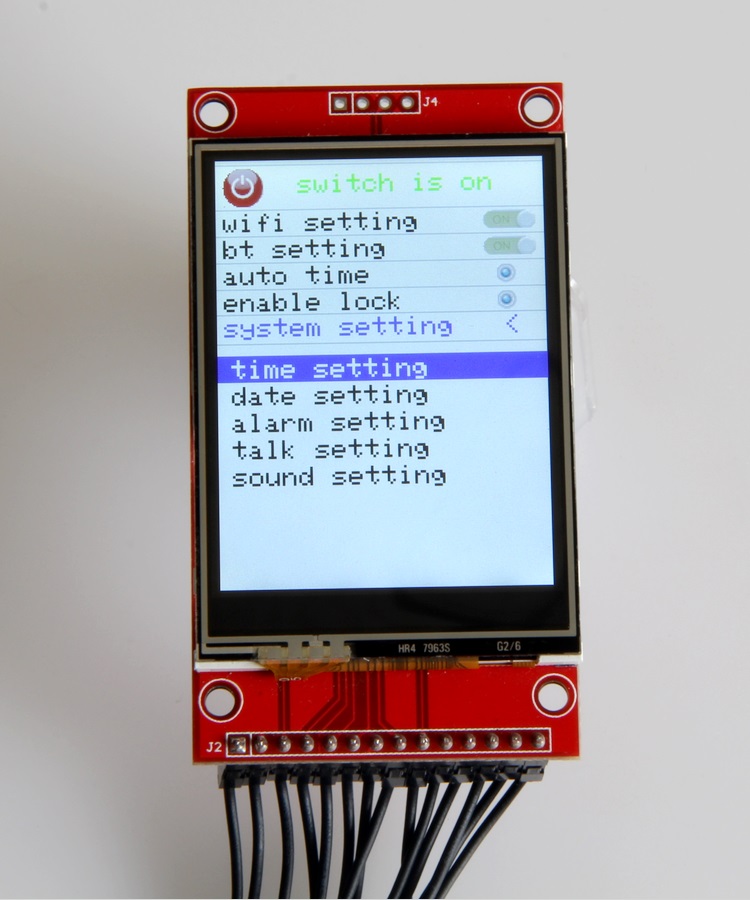 J4
switch is on
wifi setting ON
bt setting ON
auto time
enable lock
system setting <
time setting
date setting
alarm setting
talk setting
sound setting
HR4 7963S G2/6
J2